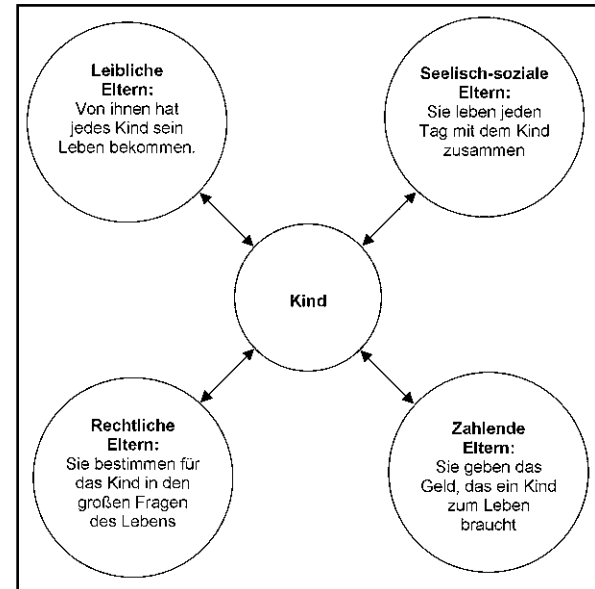 Leibliche
Eltern:
Von ihnen hat
jedes Kind sein
Leben bekommen.
Seelisch-soziale
Eltern:
Sie leben jeden
Tag mit dem Kind
zusammen
Kind
Rechtliche
Eltern:
Sie bestimmen für
das Kind in den
großen Fragen
des Lebens
Zahlende
Eltern:
Sie geben das
Geld, das ein Kind
zum Leben
braucht